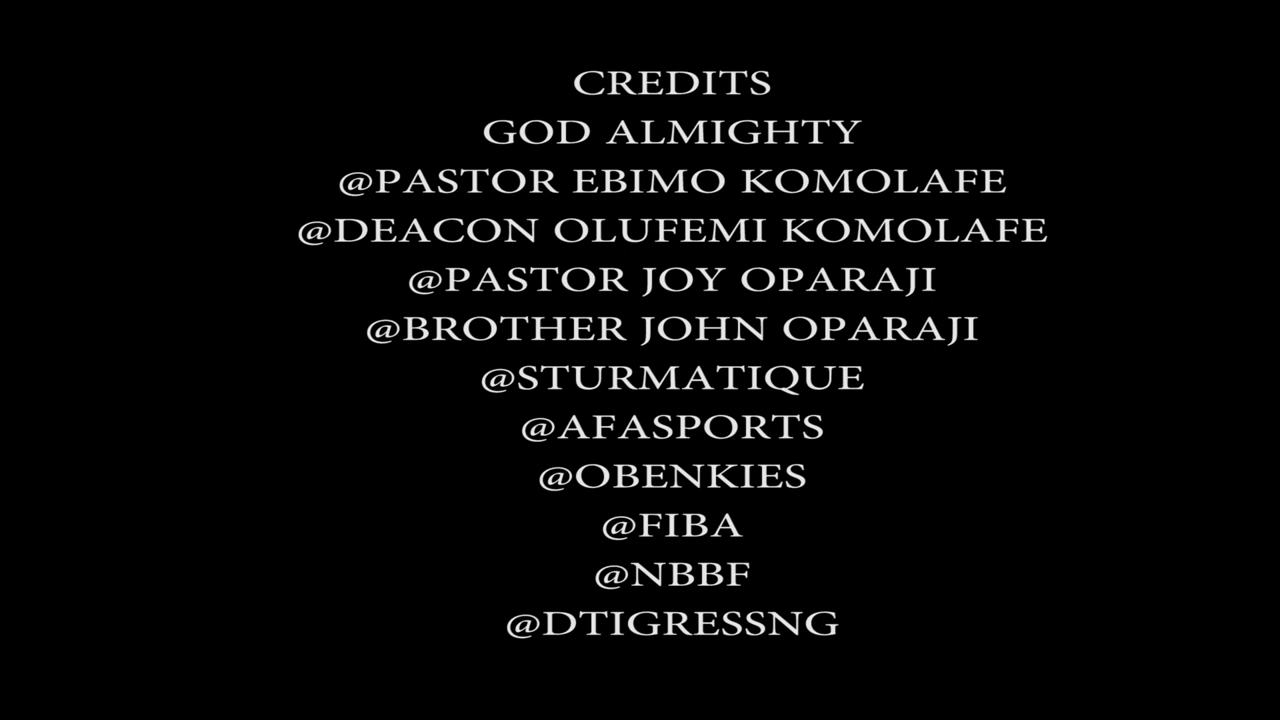 CREDITS
GOD ALMIGHTY
@PASTOR EBIMO KOMOLAFE
@DEACON OLUFEMI KOMOLAFE
@PASTOR JOY OPARAJI
@BROTHER JOHN OPARAJI
@STURMATIQUE
@AFASPORTS
@OBENKIES
@FIBA
@NBBF
@DTIGRESSNG